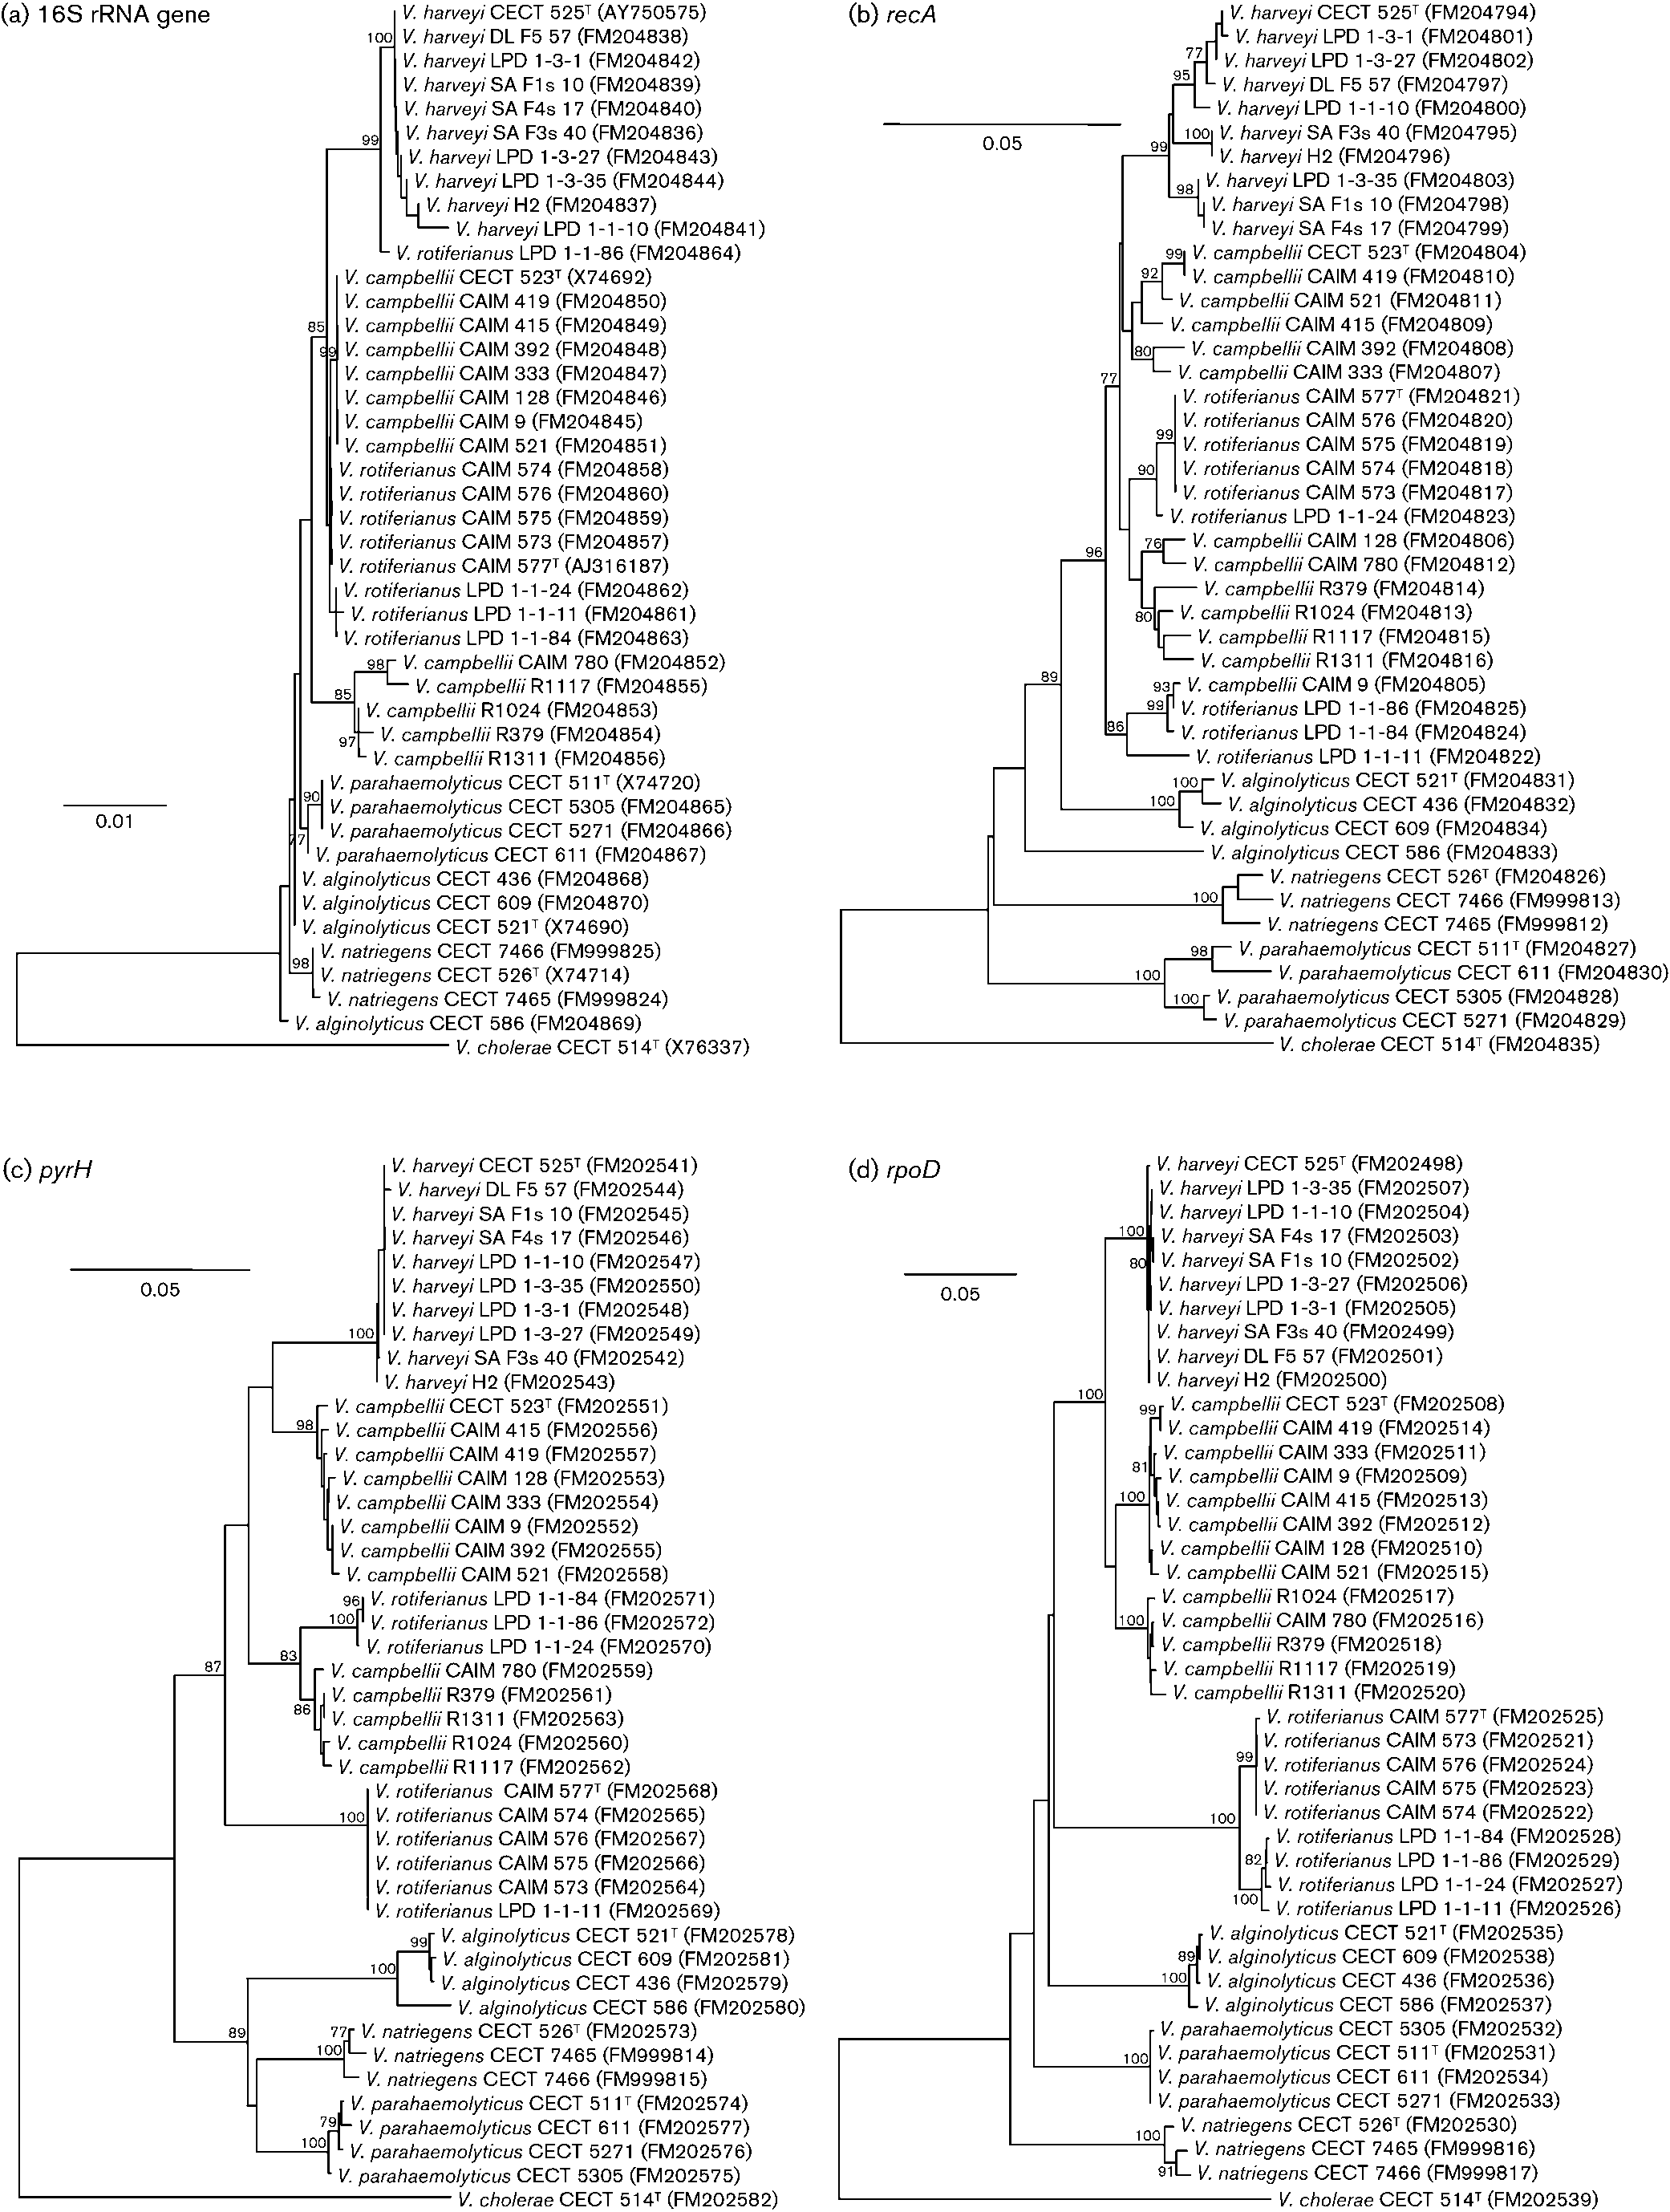 (a) 16S rRNA gene
V. harveyi CECT 525ᵀ (AY750575)
100
V. harveyi DL F5 57 (FM204838)
V. harveyi LPD 1-3-1 (FM204842)
V. harveyi SA F1s 10 (FM204839)
V. harveyi SA F4s 17 (FM204840)
V. harveyi SA F3s 40 (FM204836)
99
V. harveyi LPD 1-3-27 (FM204843)
V. harveyi LPD 1-3-35 (FM204844)
V. harveyi H2 (FM204837)
V. harveyi LPD 1-1-10 (FM204841)
V. rotiferianus LPD 1-1-86 (FM204864)
V. campbellii CECT 523ᵀ (X74692)
V. campbellii CAIM 419 (FM204850)
85
V. campbellii CAIM 415 (FM204849)
99
V. campbellii CAIM 392 (FM204848)
V. campbellii CAIM 333 (FM204847)
V. campbellii CAIM 128 (FM204846)
V. campbellii CAIM 9 (FM204845)
V. campbellii CAIM 521 (FM204851)
V. rotiferianus CAIM 574 (FM204858)
V. rotiferianus CAIM 576 (FM204860)
V. rotiferianus CAIM 575 (FM204859)
V. rotiferianus CAIM 573 (FM204857)
V. rotiferianus CAIM 577ᵀ (AJ316187)
V. rotiferianus LPD 1-1-24 (FM204862)
V. rotiferianus LPD 1-1-11 (FM204861)
V. rotiferianus LPD 1-1-84 (FM204863)
98
V. campbellii CAIM 780 (FM204852)
85
V. campbellii R1117 (FM204855)
V. campbellii R1024 (FM204853)
V. campbellii R379 (FM204854)
97
V. campbellii R1311 (FM204856)
V. parahaemolyticus CECT 511ᵀ (X74720)
90
V. parahaemolyticus CECT 5305 (FM204865)
0.01
V. parahaemolyticus CECT 5271 (FM204866)
77
V. parahaemolyticus CECT 611 (FM204867)
V. alginolyticus CECT 436 (FM204868)
V. alginolyticus CECT 609 (FM204870)
V. alginolyticus CECT 521ᵀ (X74690)
V. natriegens CECT 7466 (FM999825)
98
V. natriegens CECT 526ᵀ (X74714)
V. natriegens CECT 7465 (FM999824)
V. alginolyticus CECT 586 (FM204869)
V. cholerae CECT 514ᵀ (X76337)
(b) recA
V. harveyi CECT 525ᵀ (FM204794)
V. harveyi LPD 1-3-1 (FM204801)
77
V. harveyi LPD 1-3-27 (FM204802)
95
V. harveyi DL F5 57 (FM204797)
V. harveyi LPD 1-1-10 (FM204800)
100
V. harveyi SA F3s 40 (FM204795)
0.05
99
V. harveyi H2 (FM204796)
V. harveyi LPD 1-3-35 (FM204803)
98
V. harveyi SA F1s 10 (FM204798)
V. harveyi SA F4s 17 (FM204799)
99
V. campbellii CECT 523ᵀ (FM204804)
92
V. campbellii CAIM 419 (FM204810)
V. campbellii CAIM 521 (FM204811)
V. campbellii CAIM 415 (FM204809)
80
V. campbellii CAIM 392 (FM204808)
77
V. campbellii CAIM 333 (FM204807)
V. rotiferianus CAIM 577ᵀ (FM204821)
V. rotiferianus CAIM 576 (FM204820)
99
V. rotiferianus CAIM 575 (FM204819)
90
V. rotiferianus CAIM 574 (FM204818)
V. rotiferianus CAIM 573 (FM204817)
V. rotiferianus LPD 1-1-24 (FM204823)
96
76
V. campbellii CAIM 128 (FM204806)
V. campbellii CAIM 780 (FM204812)
V. campbellii R379 (FM204814)
80
V. campbellii R1024 (FM204813)
V. campbellii R1117 (FM204815)
V. campbellii R1311 (FM204816)
89
93
V. campbellii CAIM 9 (FM204805)
99
V. rotiferianus LPD 1-1-86 (FM204825)
86
V. rotiferianus LPD 1-1-84 (FM204824)
V. rotiferianus LPD 1-1-11 (FM204822)
100
V. alginolyticus CECT 521ᵀ (FM204831)
100
V. alginolyticus CECT 436 (FM204832)
V. alginolyticus CECT 609 (FM204834)
V. alginolyticus CECT 586 (FM204833)
V. natriegens CECT 526ᵀ (FM204826)
100
V. natriegens CECT 7466 (FM999813)
V. natriegens CECT 7465 (FM999812)
98
V. parahaemolyticus CECT 511ᵀ (FM204827)
100
V. parahaemolyticus CECT 611 (FM204830)
100
V. parahaemolyticus CECT 5305 (FM204828)
V. parahaemolyticus CECT 5271 (FM204829)
V. cholerae CECT 514ᵀ (FM204835)
(c) pyrH
V. harveyi CECT 525ᵀ (FM202541)
V. harveyi DL F5 57 (FM202544)
V. harveyi SA F1s 10 (FM202545)
V. harveyi SA F4s 17 (FM202546)
V. harveyi LPD 1-1-10 (FM202547)
0.05
V. harveyi LPD 1-3-35 (FM202550)
V. harveyi LPD 1-3-1 (FM202548)
100
V. harveyi LPD 1-3-27 (FM202549)
V. harveyi SA F3s 40 (FM202542)
V. harveyi H2 (FM202543)
V. campbellii CECT 523ᵀ (FM202551)
98
V. campbellii CAIM 415 (FM202556)
V. campbellii CAIM 419 (FM202557)
V. campbellii CAIM 128 (FM202553)
V. campbellii CAIM 333 (FM202554)
V. campbellii CAIM 9 (FM202552)
V. campbellii CAIM 392 (FM202555)
V. campbellii CAIM 521 (FM202558)
96
V. rotiferianus LPD 1-1-84 (FM202571)
100
V. rotiferianus LPD 1-1-86 (FM202572)
V. rotiferianus LPD 1-1-24 (FM202570)
87
83
V. campbellii CAIM 780 (FM202559)
V. campbellii R379 (FM202561)
86
V. campbellii R1311 (FM202563)
V. campbellii R1024 (FM202560)
V. campbellii R1117 (FM202562)
V. rotiferianus CAIM 577ᵀ (FM202568)
100
V. rotiferianus CAIM 574 (FM202565)
V. rotiferianus CAIM 576 (FM202567)
V. rotiferianus CAIM 575 (FM202566)
V. rotiferianus CAIM 573 (FM202564)
V. rotiferianus LPD 1-1-11 (FM202569)
99
V. alginolyticus CECT 521ᵀ (FM202578)
100
V. alginolyticus CECT 609 (FM202581)
V. alginolyticus CECT 436 (FM202579)
V. alginolyticus CECT 586 (FM202580)
89
77
V. natriegens CECT 526ᵀ (FM202573)
100
V. natriegens CECT 7465 (FM999814)
V. natriegens CECT 7466 (FM999815)
V. parahaemolyticus CECT 511ᵀ (FM202574)
79
V. parahaemolyticus CECT 611 (FM202577)
100
V. parahaemolyticus CECT 5271 (FM202576)
V. parahaemolyticus CECT 5305 (FM202575)
V. cholerae CECT 514ᵀ (FM202582)
(d) rpoD
V. harveyi CECT 525ᵀ (FM202498)
V. harveyi LPD 1-3-35 (FM202507)
V. harveyi LPD 1-1-10 (FM202504)
100
V. harveyi SA F4s 17 (FM202503)
80
V. harveyi SA F1s 10 (FM202502)
0.05
V. harveyi LPD 1-3-27 (FM202506)
V. harveyi LPD 1-3-1 (FM202505)
V. harveyi SA F3s 40 (FM202499)
V. harveyi DL F5 57 (FM202501)
V. harveyi H2 (FM202500)
100
99
V. campbellii CECT 523ᵀ (FM202508)
V. campbellii CAIM 419 (FM202514)
V. campbellii CAIM 333 (FM202511)
81
V. campbellii CAIM 9 (FM202509)
100
V. campbellii CAIM 415 (FM202513)
V. campbellii CAIM 392 (FM202512)
V. campbellii CAIM 128 (FM202510)
V. campbellii CAIM 521 (FM202515)
V. campbellii R1024 (FM202517)
100
V. campbellii CAIM 780 (FM202516)
V. campbellii R379 (FM202518)
V. campbellii R1117 (FM202519)
V. campbellii R1311 (FM202520)
V. rotiferianus CAIM 577ᵀ (FM202525)
V. rotiferianus CAIM 573 (FM202521)
99
V. rotiferianus CAIM 576 (FM202524)
V. rotiferianus CAIM 575 (FM202523)
100
V. rotiferianus CAIM 574 (FM202522)
V. rotiferianus LPD 1-1-84 (FM202528)
82
V. rotiferianus LPD 1-1-86 (FM202529)
V. rotiferianus LPD 1-1-24 (FM202527)
100
V. rotiferianus LPD 1-1-11 (FM202526)
V. alginolyticus CECT 521ᵀ (FM202535)
89
V. alginolyticus CECT 609 (FM202538)
100
V. alginolyticus CECT 436 (FM202536)
V. alginolyticus CECT 586 (FM202537)
V. parahaemolyticus CECT 5305 (FM202532)
100
V. parahaemolyticus CECT 511ᵀ (FM202531)
V. parahaemolyticus CECT 611 (FM202534)
V. parahaemolyticus CECT 5271 (FM202533)
V. natriegens CECT 526ᵀ (FM202530)
100
V. natriegens CECT 7465 (FM999816)
91
V. natriegens CECT 7466 (FM999817)
V. cholerae CECT 514ᵀ (FM202539)